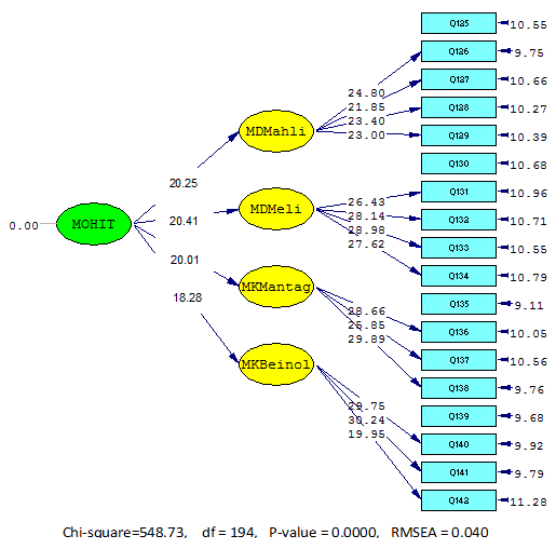 Q125 10.55
Q126 9.75
Q127 10.66
24.80 Q128 10.27
21.85
23.40 Q129 10.39
23.00
MDMahli
Q130 10.68
20.25
Q131 10.96
26.43
MDMeli Q132 10.71
20.41 28.14
28.98 Q133 10.55
27.62
0.00 MOHIT
20.01 Q134 10.79
MKMantag Q135 9.11
18.28 28.66 Q136 10.05
25.85
29.89 Q137 10.56
MKBeinol Q138 9.76
29.75 Q139 9.68
30.24
19.95 Q140 9.92
Q141 9.79
Q142 11.28
Chi-square=548.73, df = 194, P-value = 0.0000, RMSEA = 0.040